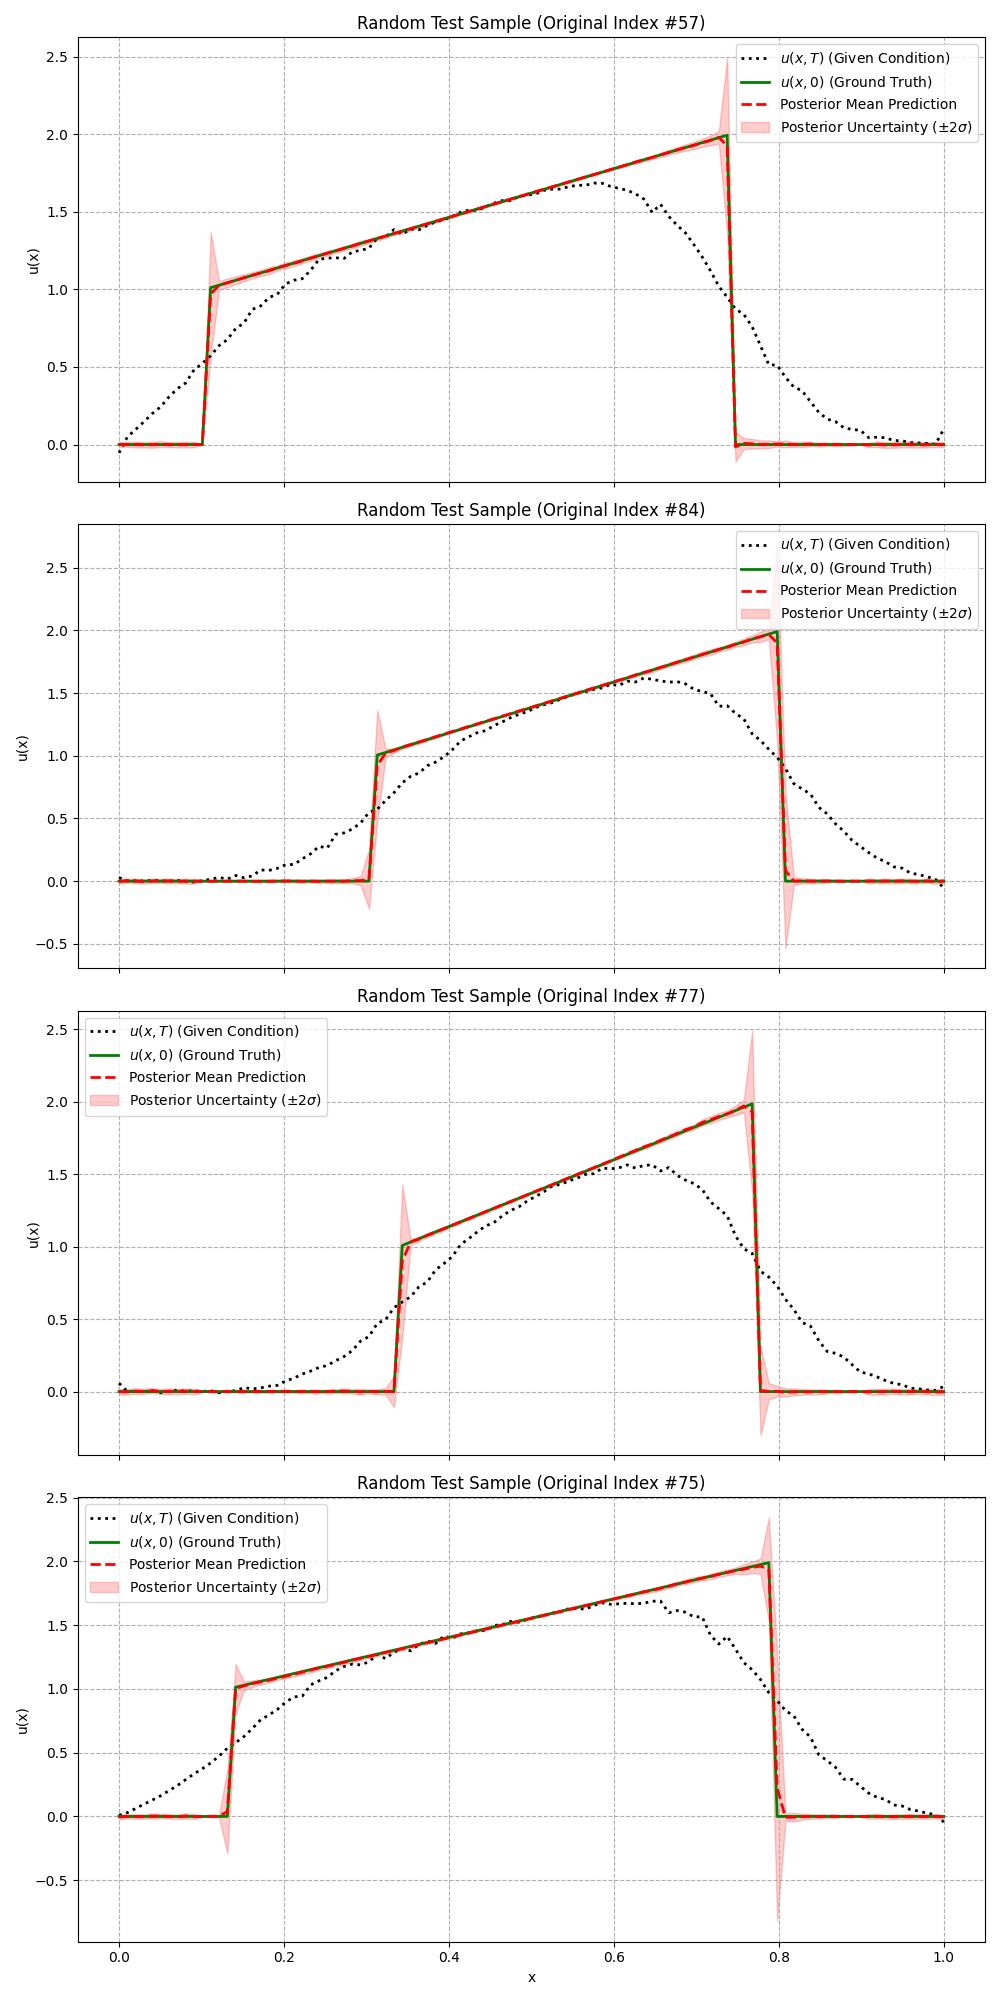 Random Test Sample (Original Index #57)
u(x, T) (Given Condition)
u(x, 0) (Ground Truth)
Posterior Mean Prediction
Posterior Uncertainty (±2σ)
2.5
2.0
1.5
1.0
0.5
0.0
u(x)
Random Test Sample (Original Index #84)
u(x, T) (Given Condition)
u(x, 0) (Ground Truth)
Posterior Mean Prediction
Posterior Uncertainty (±2σ)
2.5
2.0
1.5
1.0
0.5
0.0
−0.5
u(x)
Random Test Sample (Original Index #77)
u(x, T) (Given Condition)
u(x, 0) (Ground Truth)
Posterior Mean Prediction
Posterior Uncertainty (±2σ)
2.5
2.0
1.5
1.0
0.5
0.0
u(x)
Random Test Sample (Original Index #75)
u(x, T) (Given Condition)
u(x, 0) (Ground Truth)
Posterior Mean Prediction
Posterior Uncertainty (±2σ)
2.5
2.0
1.5
1.0
0.5
0.0
−0.5
u(x)
0.0 0.2 0.4 0.6 0.8 1.0
x